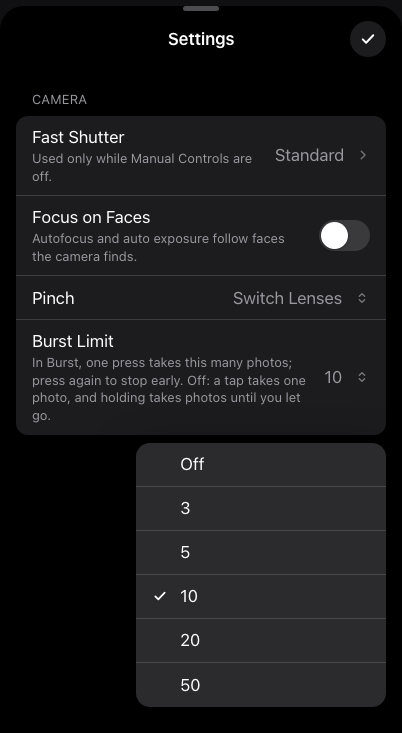 Settings
CAMERA
Fast Shutter
Used only while Manual Controls are
off.
Standard
Focus on Faces
Autofocus and auto exposure follow faces
the camera finds.
Pinch
Switch Lenses
Burst Limit
In Burst, one press takes this many photos;
press again to stop early. Off: a tap takes one
photo, and holding takes photos until you let
go.
10
Off
3
5
10
20
50